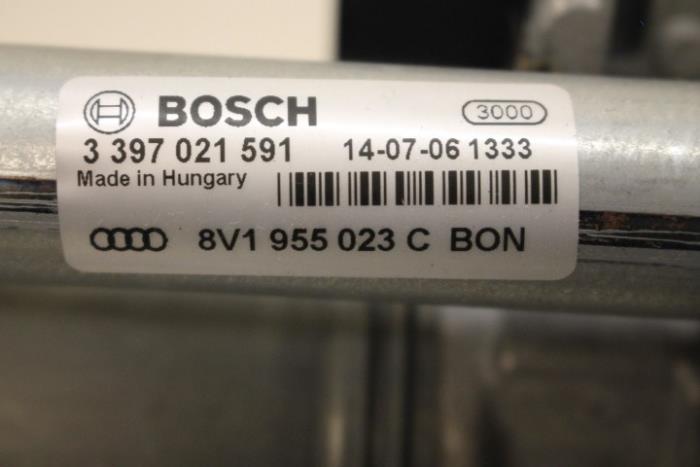 BOSCH 3000
3 397 021 591 14-07-06 1333
Made in Hungary
8V1 955 023 C BON